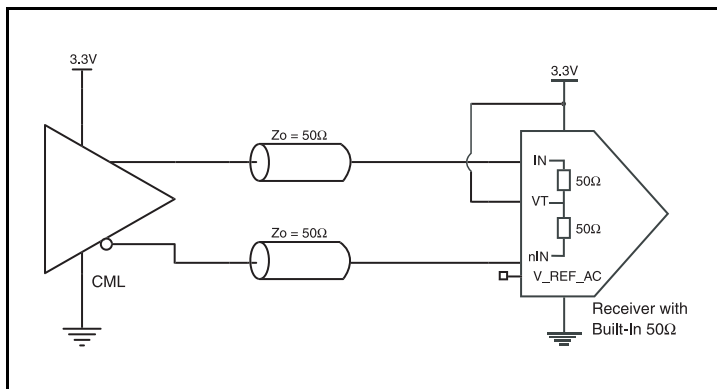 3.3V
3.3V
Zo = 50Ω
IN
50Ω
VT
50Ω
Zo = 50Ω
nIN
V_REF_AC
CML
Receiver with
Built-In 50Ω